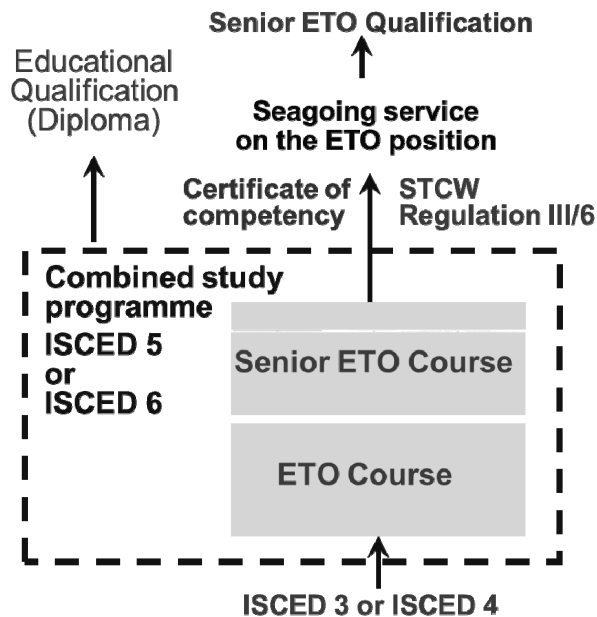 Senior ETO Qualification
Educational
Qualification
(Diploma)
Seagoing service
on the ETO position
Certificate of
competency
STCW
Regulation III/6
Combined study
programme
ISCED 5
or
ISCED 6
Senior ETO Course
ETO Course
ISCED 3 or ISCED 4